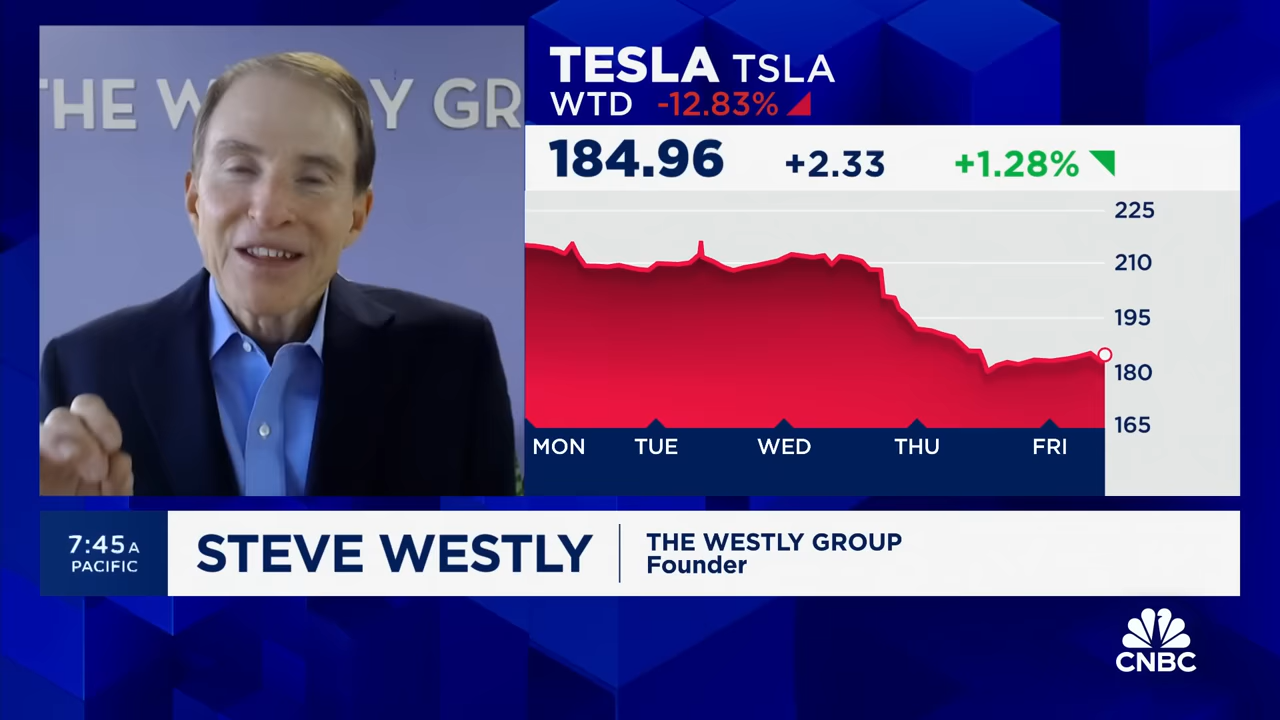 THE WESTLY GR
TESLA TSLA
WTD -12.83%
184.96 +2.33 +1.28%
225
210
195
180
165
MON TUE WED THU FRI
7:45A
PACIFIC
STEVE WESTLY
THE WESTLY GROUP
Founder
CNBC